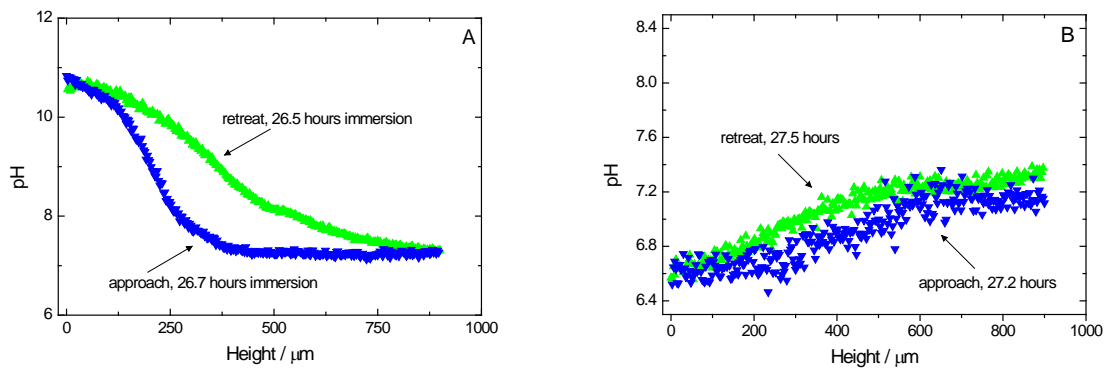 A
12
10
8
6
pH
retreat, 26.5 hours immersion
approach, 26.7 hours immersion
0 250 500 750 1000
Height / μm
B
8.4
8.0
7.6
7.2
6.8
6.4
pH
retreat, 27.5 hours
approach, 27.2 hours
0 200 400 600 800 1000
Height / μm